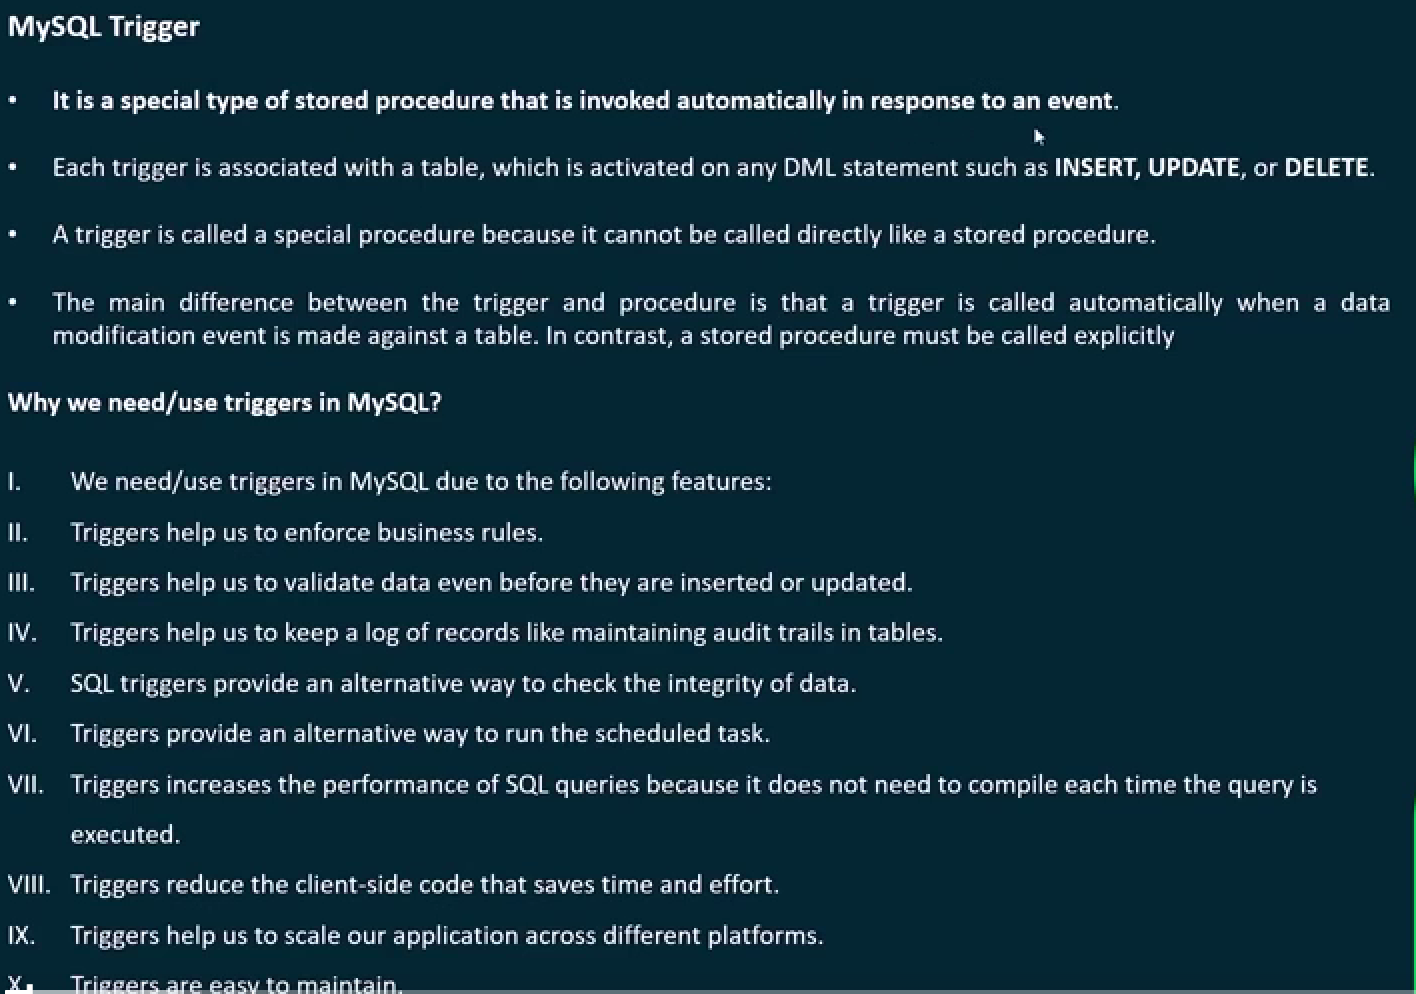 MySQL Trigger
• It is a special type of stored procedure that is invoked automatically in response to an event.
• Each trigger is associated with a table, which is activated on any DML statement such as INSERT, UPDATE, or DELETE.
• A trigger is called a special procedure because it cannot be called directly like a stored procedure.
• The main difference between the trigger and procedure is that a trigger is called automatically when a data
modification event is made against a table. In contrast, a stored procedure must be called explicitly
Why we need/use triggers in MySQL?
I. We need/use triggers in MySQL due to the following features:
II. Triggers help us to enforce business rules.
III. Triggers help us to validate data even before they are inserted or updated.
IV. Triggers help us to keep a log of records like maintaining audit trails in tables.
V. SQL triggers provide an alternative way to check the integrity of data.
VI. Triggers provide an alternative way to run the scheduled task.
VII. Triggers increases the performance of SQL queries because it does not need to compile each time the query is
executed.
VIII. Triggers reduce the client-side code that saves time and effort.
IX. Triggers help us to scale our application across different platforms.
X. Triggers are easy to maintain.